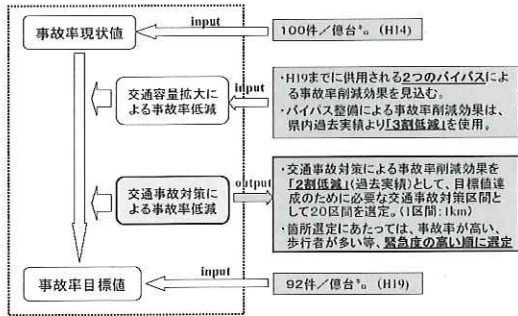 事故率現状値
input
100件／億台㌔ (H14)
交通容量拡大に
よる事故率低減
input
・H19までに供用される2つのバイパスによ
る事故率削減効果を見込む。
・バイパス整備による事故率削減効果は、
県内過去実績より「3割低減」を使用。
交通事故対策に
よる事故率低減
output
・交通事故対策による事故率削減効果を
「2割低減」(過去実績)として、目標値達
成のために必要な交通事故対策区間と
して20区間を選定。(1区間:1km)
・箇所選定にあたっては、事故率が高い、
歩行者が多い等、緊急度の高い順に選定
input
事故率目標値
92件／億台㌔ (H19)